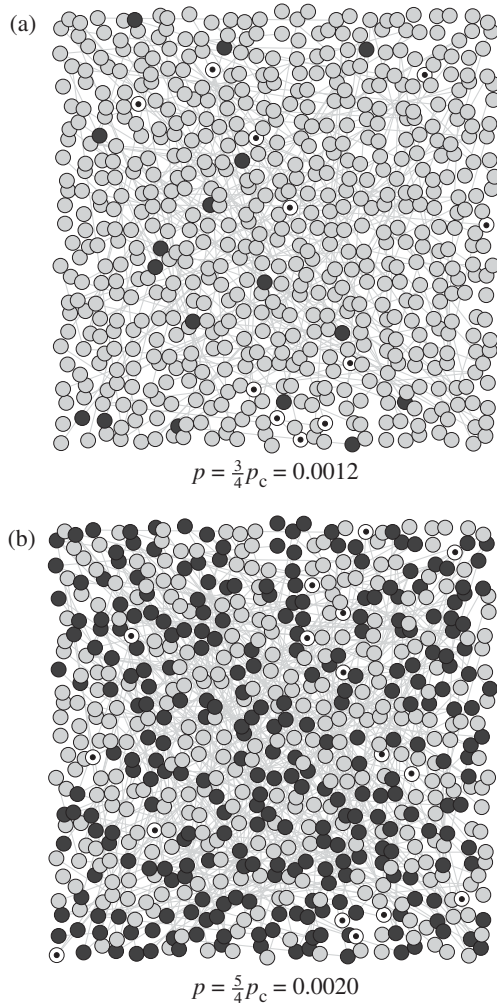 (a)
p = 3/4 p_c = 0.0012
(b)
p = 5/4 p_c = 0.0020